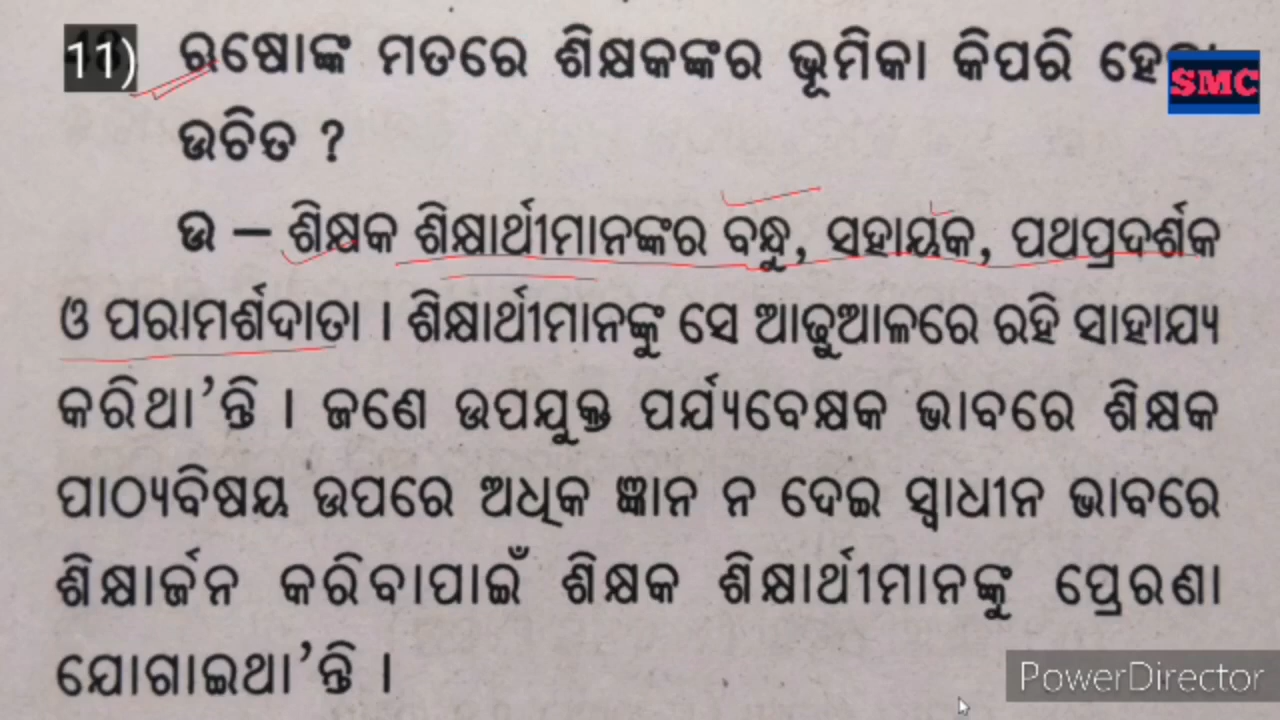 11) ଋଷୋଙ୍କ ମତରେ ଶିକ୍ଷକଙ୍କର ଭୂମିକା କିପରି
SMC
ଉଚିତ ?
ଉ – ଶିକ୍ଷକ ଶିକ୍ଷାର୍ଥୀମାନଙ୍କର ବନ୍ଧୁ, ସହାୟକ, ପଥପ୍ରଦର୍ଶକ
ଓ ପରାମର୍ଶଦାତା । ଶିକ୍ଷାର୍ଥୀମାନଙ୍କୁ ସେ ଆଢୁଆଳରେ ରହି ସାହାଯ୍ୟ
କରିଥା’ନ୍ତି । ଜଣେ ଉପଯୁକ୍ତ ପର୍ଯ୍ୟବେକ୍ଷକ ଭାବରେ ଶିକ୍ଷକ
ପାଠ୍ୟବିଷୟ ଉପରେ ଅଧିକ ଜ୍ଞାନ ନ ଦେଇ ସ୍ୱାଧୀନ ଭାବରେ
ଶିକ୍ଷାର୍ଜନ କରିବାପାଇଁ ଶିକ୍ଷକ ଶିକ୍ଷାର୍ଥୀମାନଙ୍କୁ ପ୍ରେରଣା
ଯୋଗାଇଥା’ନ୍ତି ।
PowerDirector